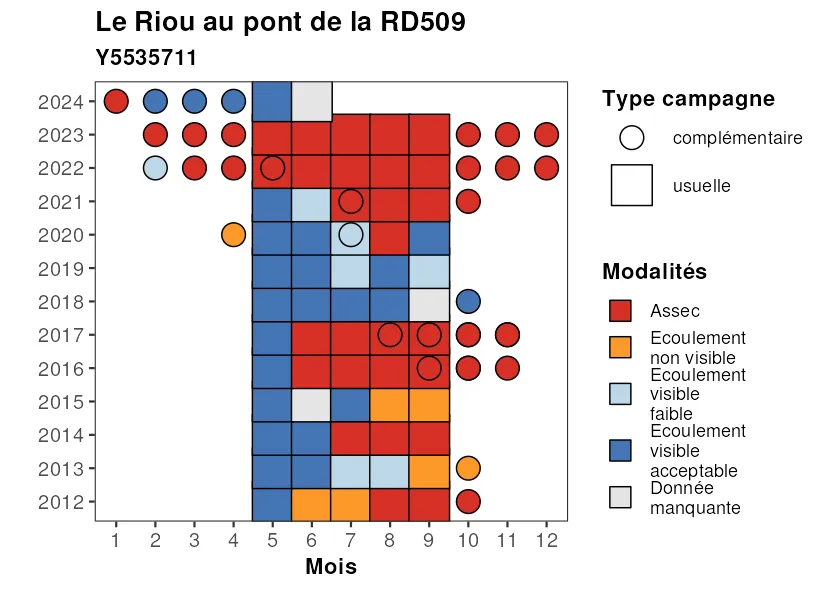 Le Riou au pont de la RD509
Y5535711
2024
2023
2022
2021
2020
2019
2018
2017
2016
2015
2014
2013
2012
1 2 3 4 5 6 7 8 9 10 11 12
Mois
Type campagne
complémentaire
usuelle
Modalités
Assec
Ecoulement
non visible
Ecoulement
visible
faible
Ecoulement
visible
acceptable
Donnée
manquante